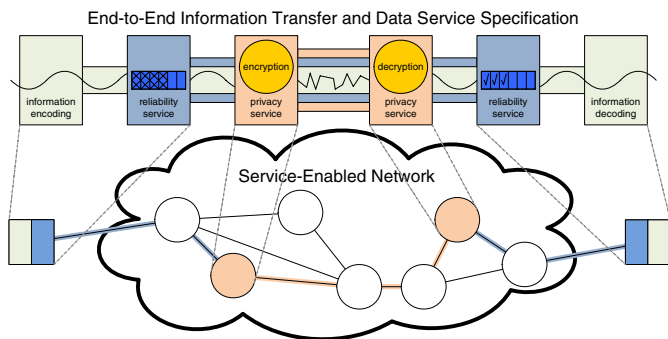 End-to-End Information Transfer and Data Service Specification
encryption
decryption
information
encoding
reliability
service
privacy
service
privacy
service
reliability
service
information
decoding
Service-Enabled Network